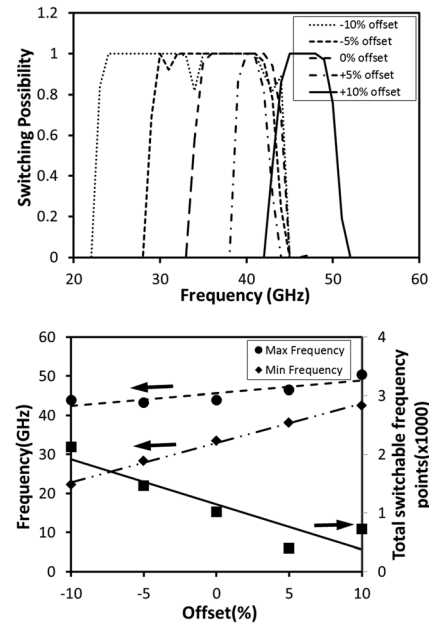 1.2
1
0.8
0.6
0.4
0.2
0
Switching Possibility
-10% offset
-5% offset
0% offset
+5% offset
+10% offset
20 30 40 50 60
Frequency (GHz)
60
50
40
30
20
10
0
Frequency(GHz)
Max Frequency
Min Frequency
4
3
2
1
0
Total switchable frequency
points(x1000)
-10 -5 0 5 10
Offset(%)